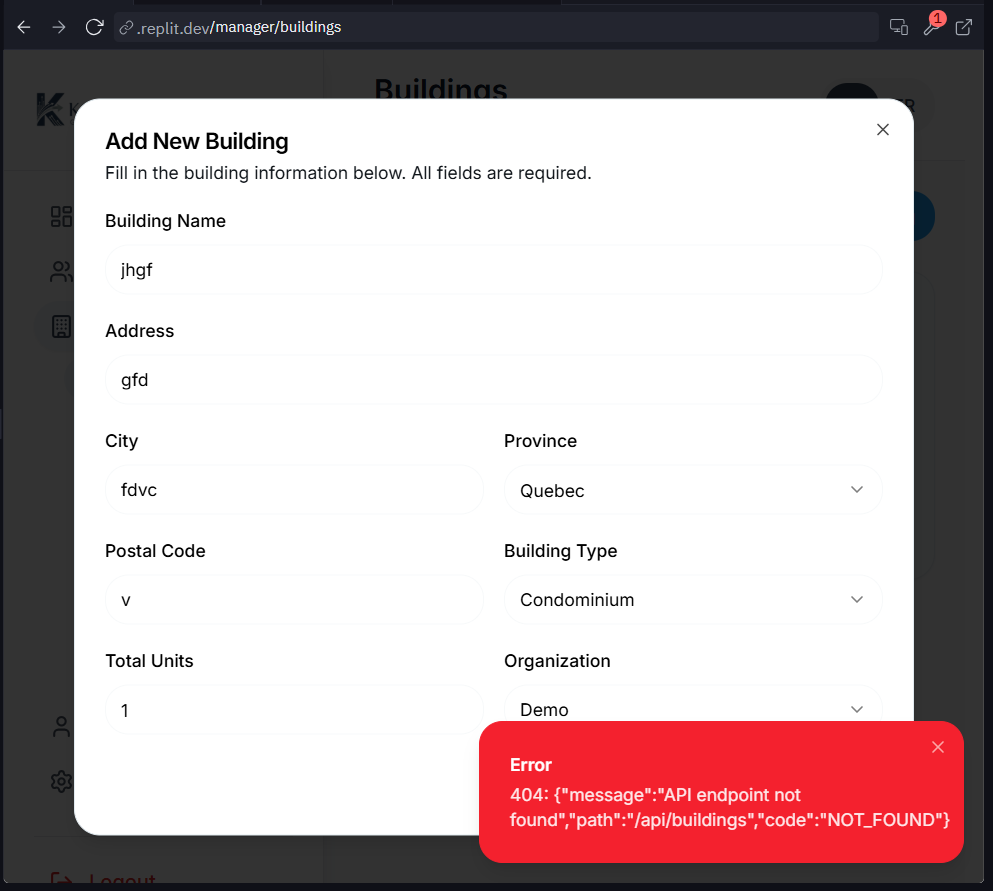 .replit.dev/manager/buildings
1
Buildings
K
Add New Building
Fill in the building information below. All fields are required.
Building Name
jhgf
Address
gfd
City
Province
fdvc
Quebec
Postal Code
Building Type
v
Condominium
Total Units
Organization
1
Demo
Error
404: {"message":"API endpoint not
found","path":"/api/buildings","code":"NOT_FOUND"}
Logout